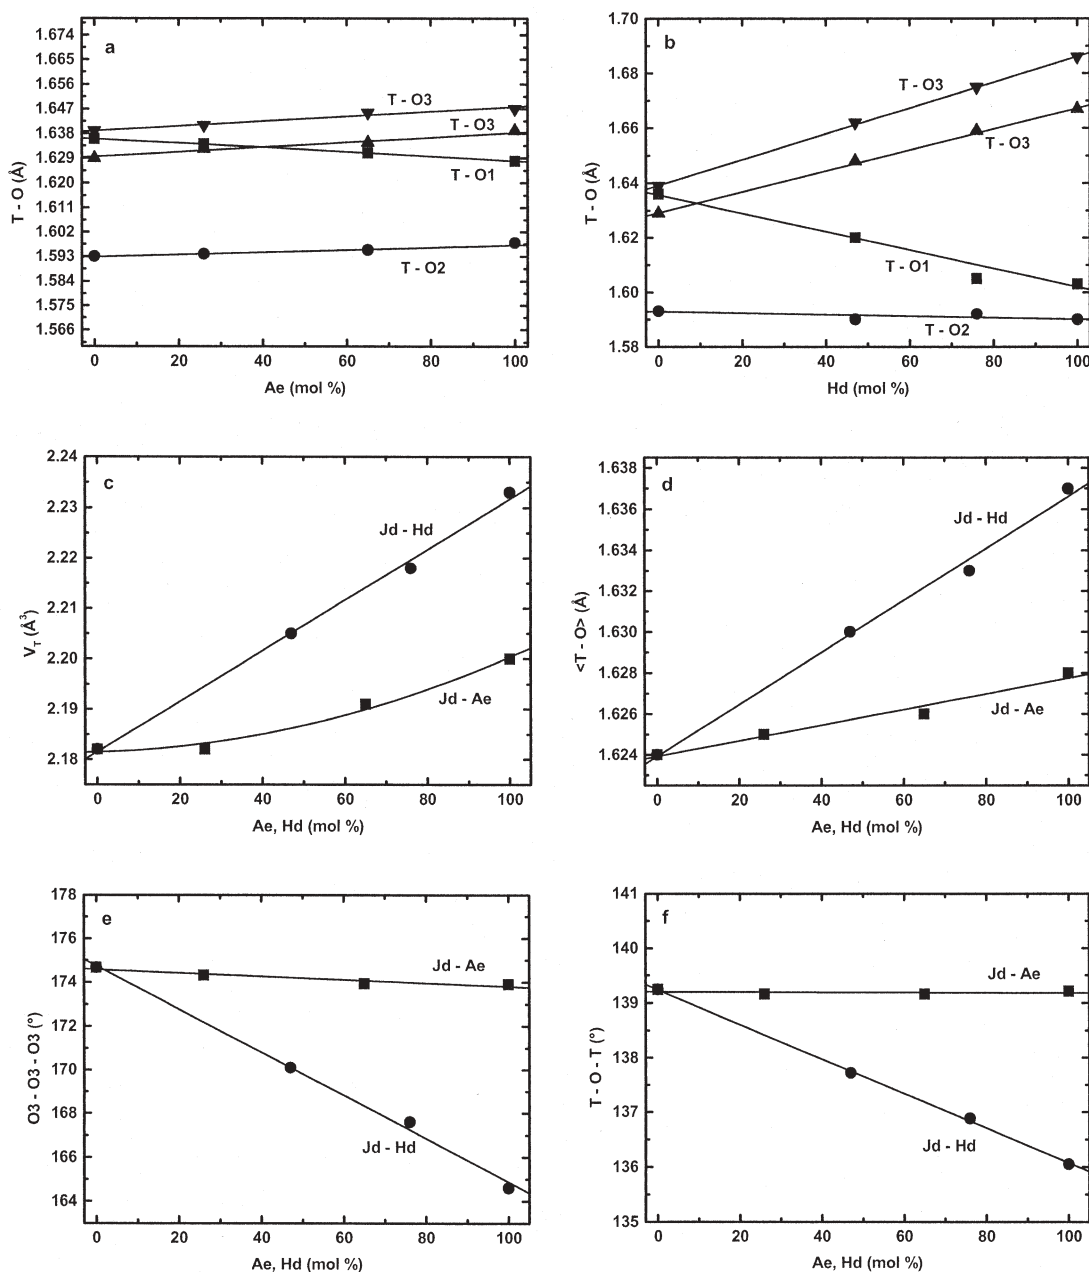 a
1.674
1.665
1.656
1.647
1.638
1.629
1.620
1.611
1.602
1.593
1.584
1.575
1.566
T - O (Å)
T - O3
T - O3
T - O1
T - O2
0 20 40 60 80 100
Ae (mol %)
b
1.70
1.68
1.66
1.64
1.62
1.60
1.58
T - O (Å)
T - O3
T - O3
T - O1
T - O2
0 20 40 60 80 100
Hd (mol %)
c
2.24
2.23
2.22
2.21
2.20
2.19
2.18
V_T (Å³)
Jd - Hd
Jd - Ae
0 20 40 60 80 100
Ae, Hd (mol %)
d
1.638
1.636
1.634
1.632
1.630
1.628
1.626
1.624
<T - O> (Å)
Jd - Hd
Jd - Ae
0 20 40 60 80 100
Ae, Hd (mol %)
e
178
176
174
172
170
168
166
164
O3 - O3 - O3 (°)
Jd - Ae
Jd - Hd
0 20 40 60 80 100
Ae, Hd (mol %)
f
141
140
139
138
137
136
135
T - O - T (°)
Jd - Ae
Jd - Hd
0 20 40 60 80 100
Ae, Hd (mol %)